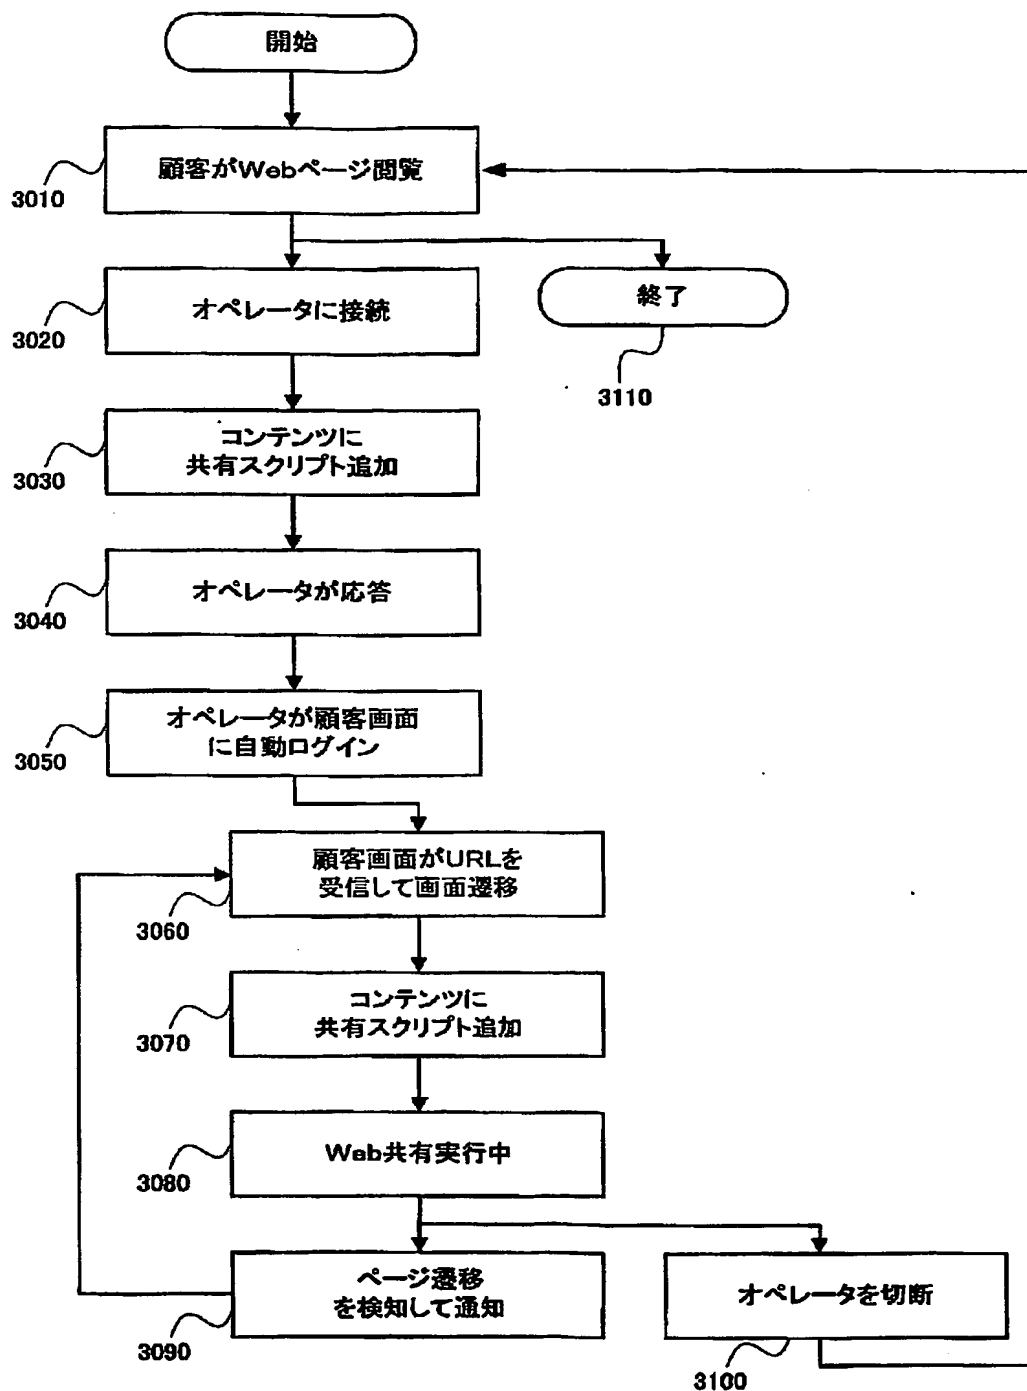 開始
顧客がWebページ閲覧
3010
オペレータに接続
3020
終了
3110
コンテンツに
共有スクリプト追加
3030
オペレータが応答
3040
オペレータが顧客画面
に自動ログイン
3050
顧客画面がURLを
受信して画面遷移
3060
コンテンツに
共有スクリプト追加
3070
Web共有実行中
3080
ページ遷移
を検知して通知
3090
オペレータを切断
3100